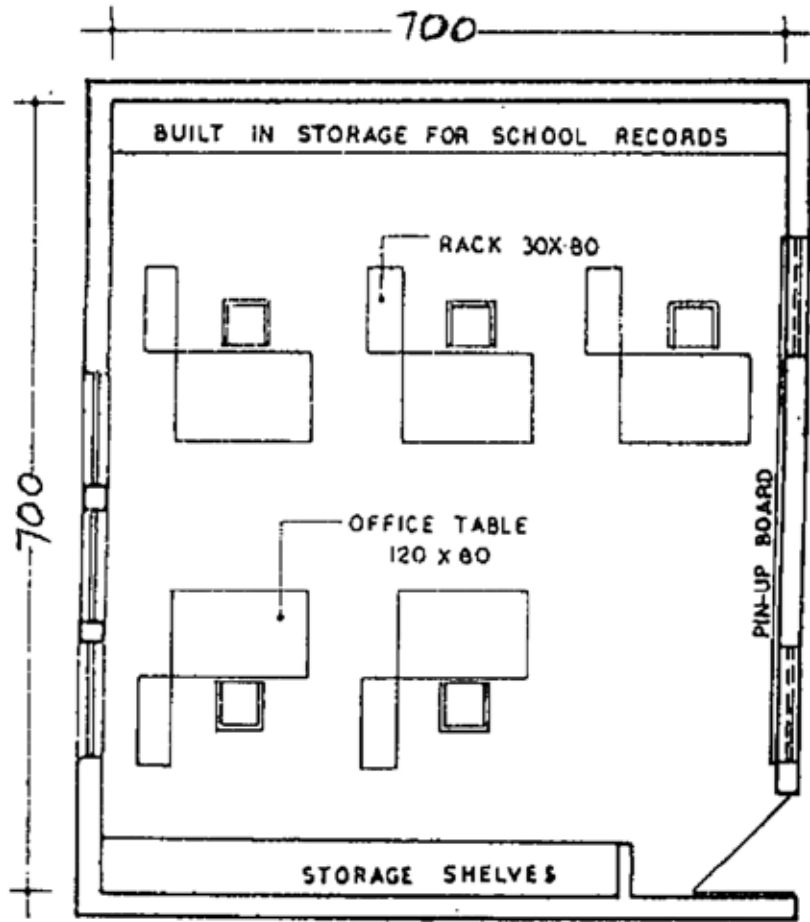 700
BUILT IN STORAGE FOR SCHOOL RECORDS
RACK 30X80
700
OFFICE TABLE
120 X 80
PIN-UP BOARD
STORAGE SHELVES